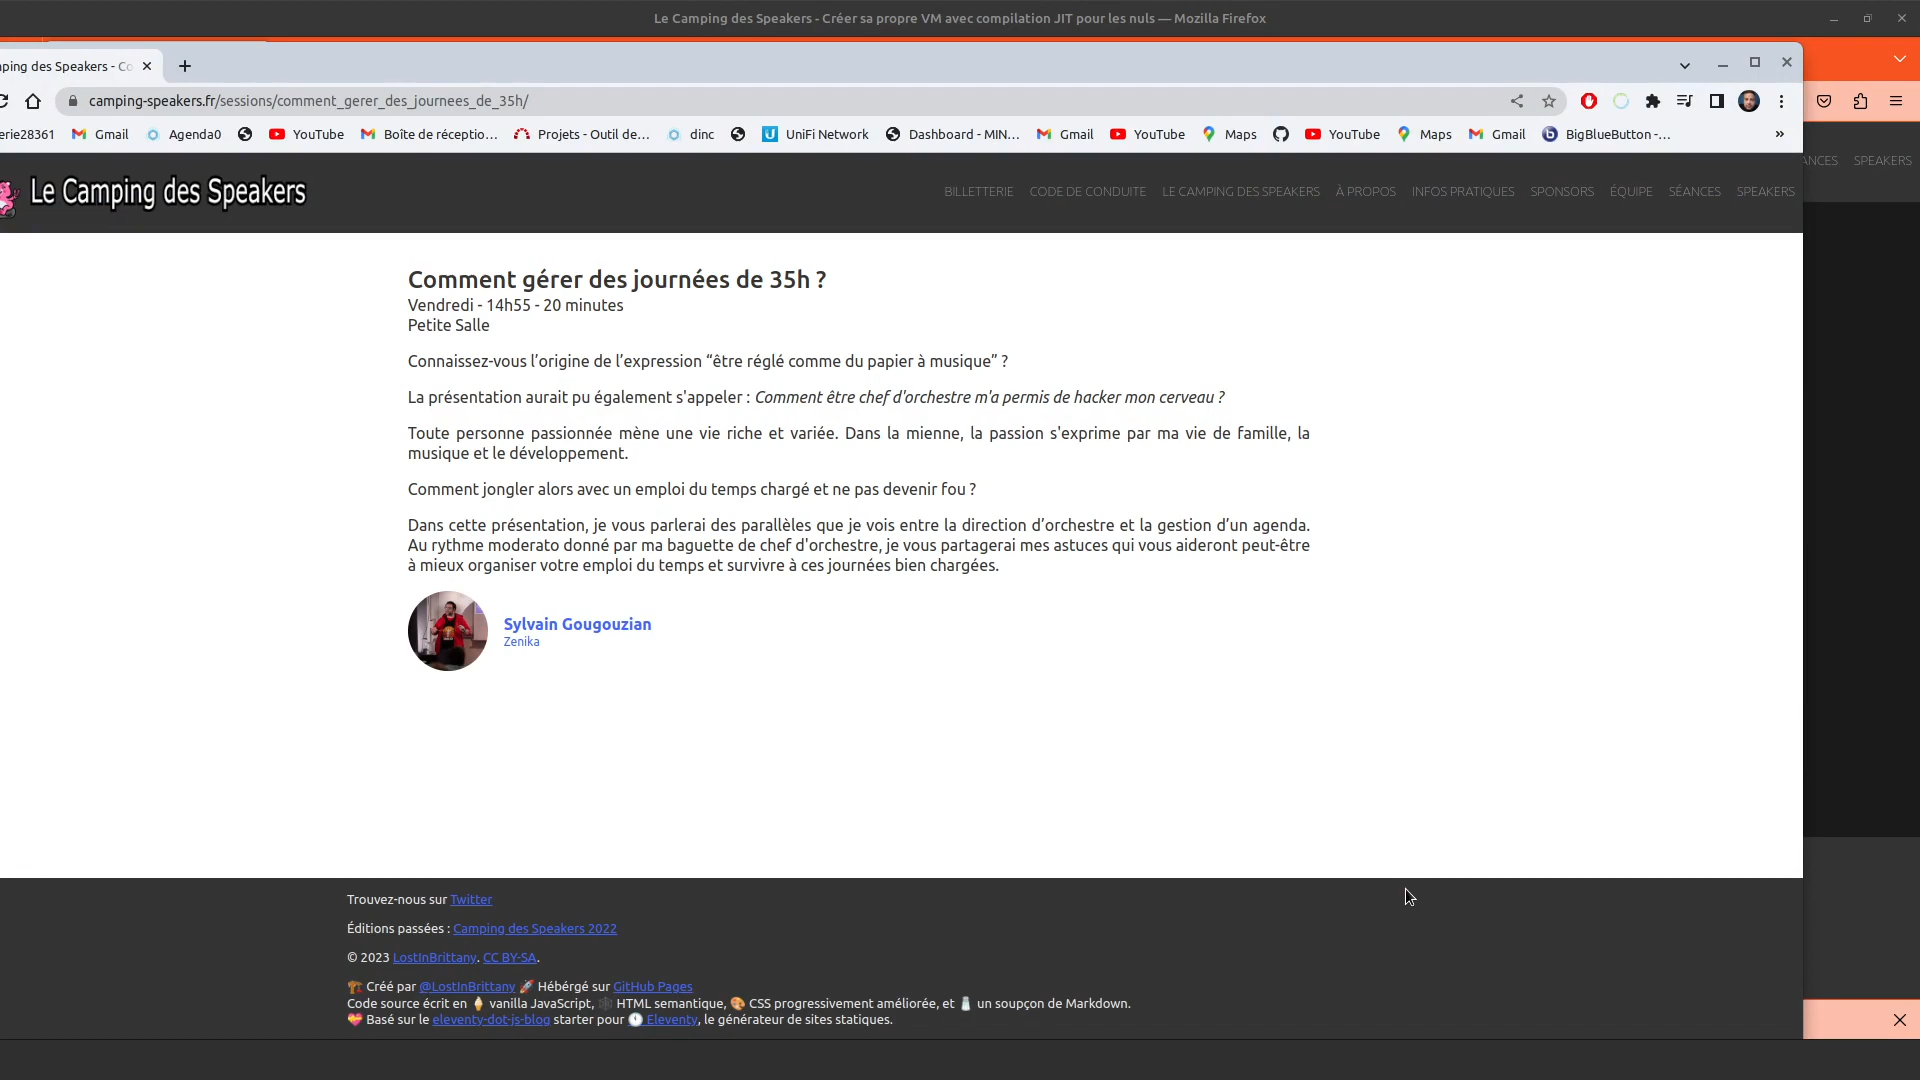 Le Camping des Speakers - Créer sa propre VM avec compilation JIT pour les nuls — Mozilla Firefox
ping des Speakers - Co
camping-speakers.fr/sessions/comment_gerer_des_journees_de_35h/
erie28361 Gmail Agenda0 YouTube Boîte de réceptio... Projets - Outil de... dinc UniFi Network Dashboard - MIN... Gmail YouTube Maps YouTube Maps Gmail BigBlueButton -... »
ANCES SPEAKERS
Le Camping des Speakers
BILLETTERIE CODE DE CONDUITE LE CAMPING DES SPEAKERS À PROPOS INFOS PRATIQUES SPONSORS ÉQUIPE SÉANCES SPEAKERS
Comment gérer des journées de 35h ?
Vendredi - 14h55 - 20 minutes
Petite Salle
Connaissez-vous l’origine de l’expression “être réglé comme du papier à musique” ?
La présentation aurait pu également s'appeler : Comment être chef d'orchestre m'a permis de hacker mon cerveau ?
Toute personne passionnée mène une vie riche et variée. Dans la mienne, la passion s'exprime par ma vie de famille, la
musique et le développement.
Comment jongler alors avec un emploi du temps chargé et ne pas devenir fou ?
Dans cette présentation, je vous parlerai des parallèles que je vois entre la direction d’orchestre et la gestion d’un agenda.
Au rythme moderato donné par ma baguette de chef d'orchestre, je vous partagerai mes astuces qui vous aideront peut-être
à mieux organiser votre emploi du temps et survivre à ces journées bien chargées.
Sylvain Gougouzian
Zenika
Trouvez-nous sur Twitter
Éditions passées : Camping des Speakers 2022
© 2023 LostInBrittany. CC BY-SA.
🏗️ Créé par @LostInBrittany 🚀 Hébérgé sur GitHub Pages
Code source écrit en 🍦 vanilla JavaScript, 🕸️ HTML semantique, 🎨 CSS progressivement améliorée, et 🧂 un soupçon de Markdown.
💝 Basé sur le eleventy-dot-js-blog starter pour 🕚 Eleventy, le générateur de sites statiques.